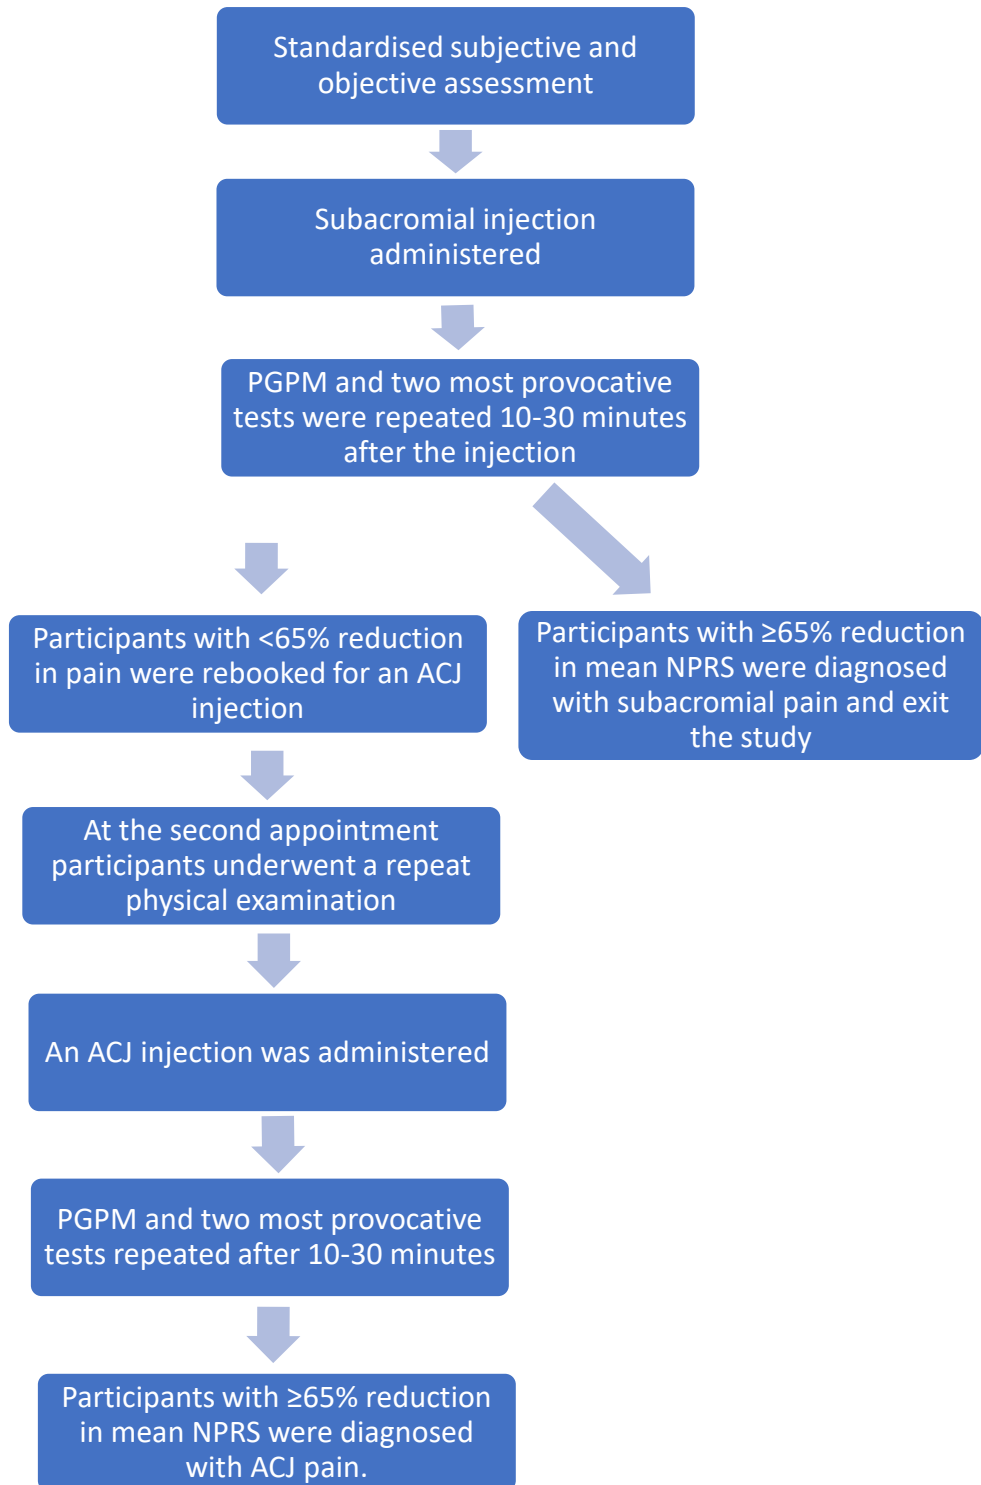 Standardised subjective and
objective assessment
Subacromial injection
administered
PGPM and two most provocative
tests were repeated 10-30 minutes
after the injection
Participants with <65% reduction
in pain were rebooked for an ACJ
injection
Participants with ≥65% reduction
in mean NPRS were diagnosed
with subacromial pain and exit
the study
At the second appointment
participants underwent a repeat
physical examination
An ACJ injection was administered
PGPM and two most provocative
tests repeated after 10-30 minutes
Participants with ≥65% reduction
in mean NPRS were diagnosed
with ACJ pain.